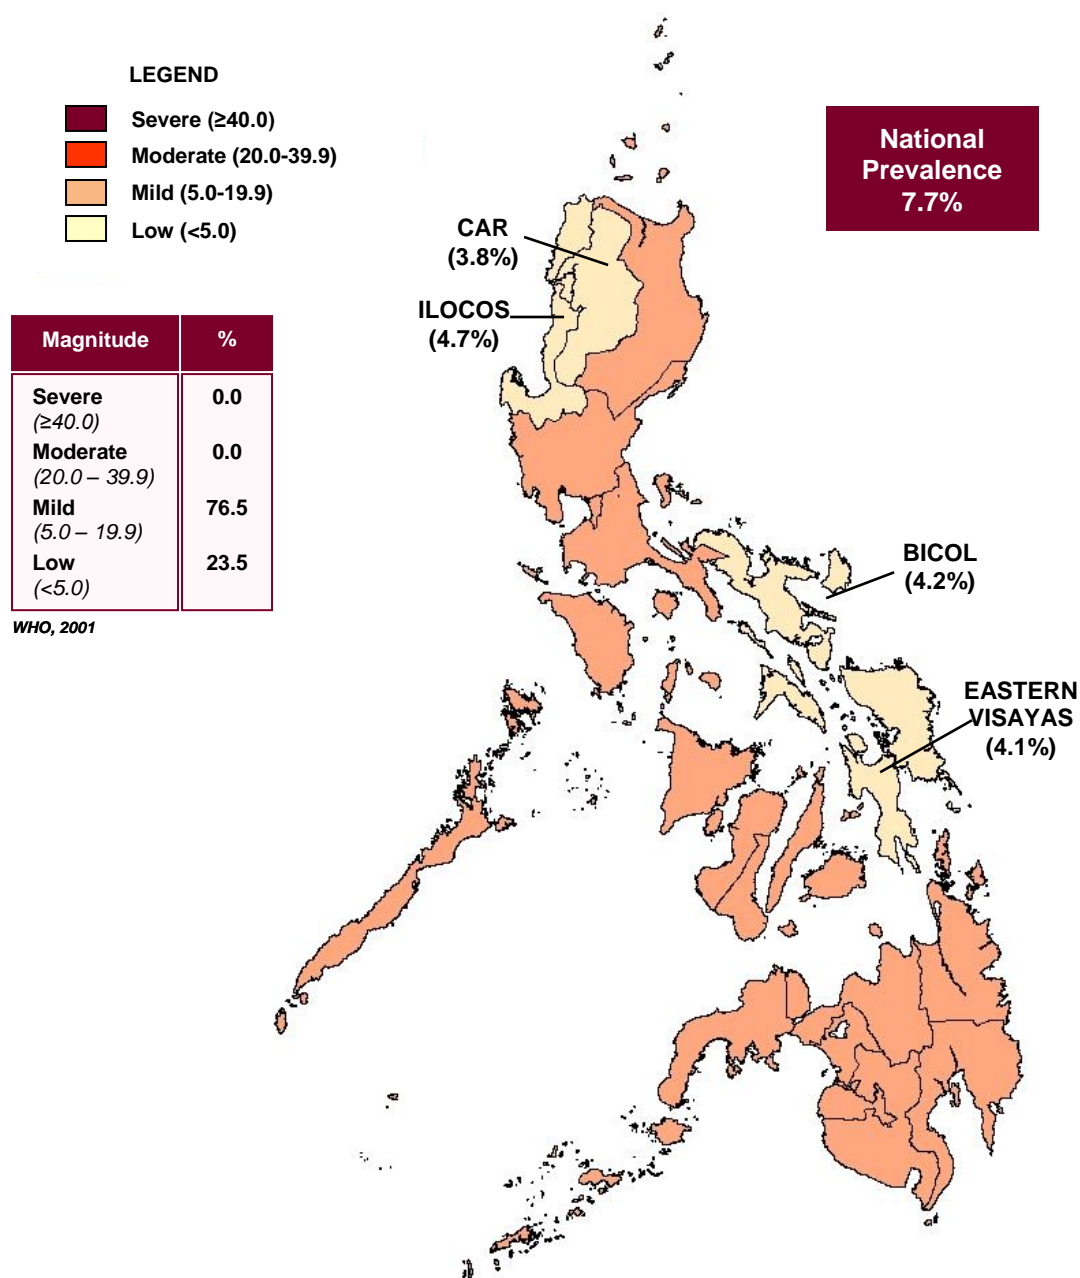 LEGEND
Severe (≥40.0)
Moderate (20.0-39.9)
Mild (5.0-19.9)
Low (<5.0)
National
Prevalence
7.7%
CAR
(3.8%)
ILOCOS
(4.7%)
Magnitude %
Severe 0.0
(≥40.0)
Moderate 0.0
(20.0 – 39.9)
Mild 76.5
(5.0 – 19.9)
Low 23.5
(<5.0)
WHO, 2001
BICOL
(4.2%)
EASTERN
VISAYAS
(4.1%)